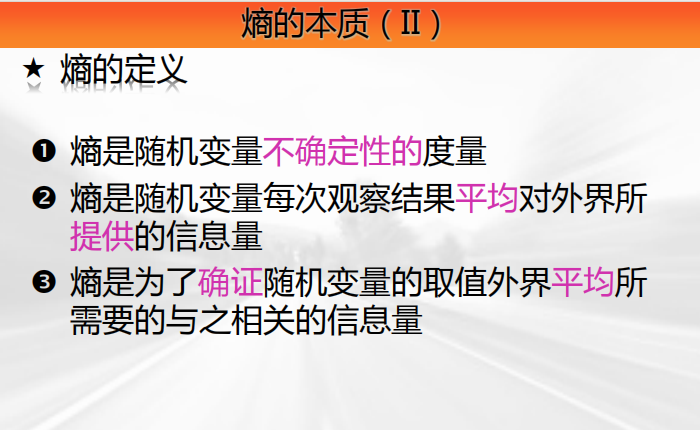 熵的本质（II）
★ 熵的定义
❶ 熵是随机变量不确定性的度量
❷ 熵是随机变量每次观察结果平均对外界所
提供的信息量
❸ 熵是为了确证随机变量的取值外界平均所
需要的与之相关的信息量